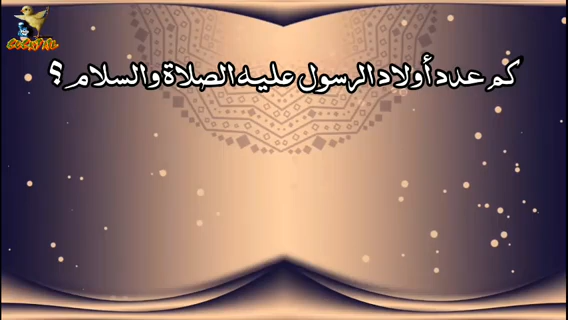 كم عدد أولاد الرسول عليه الصلاة والسلام ؟